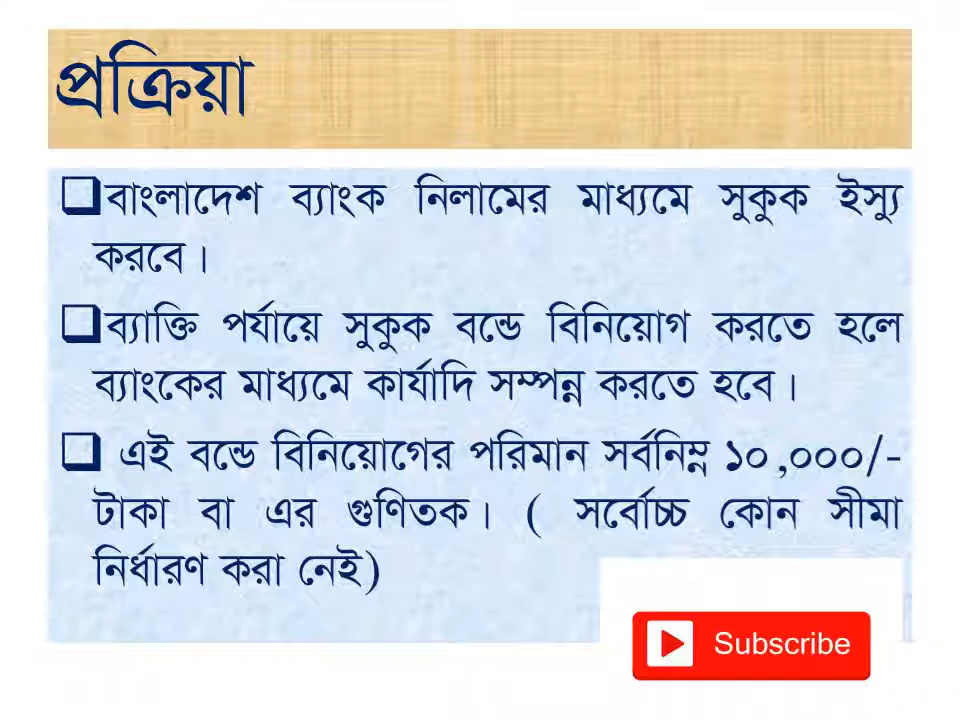 প্রক্রিয়া
❑বাংলাদেশ ব্যাংক নিলামের মাধ্যমে সুকুক ইস্যু
করবে।
❑ব্যাক্তি পর্যায়ে সুকুক বন্ডে বিনিয়োগ করতে হলে
ব্যাংকের মাধ্যমে কার্যাদি সম্পন্ন করতে হবে।
❑ এই বন্ডে বিনিয়োগের পরিমান সর্বনিম্ন ১০,০০০/-
টাকা বা এর গুণিতক। ( সর্বোচ্চ কোন সীমা
নির্ধারণ করা নেই)
Subscribe